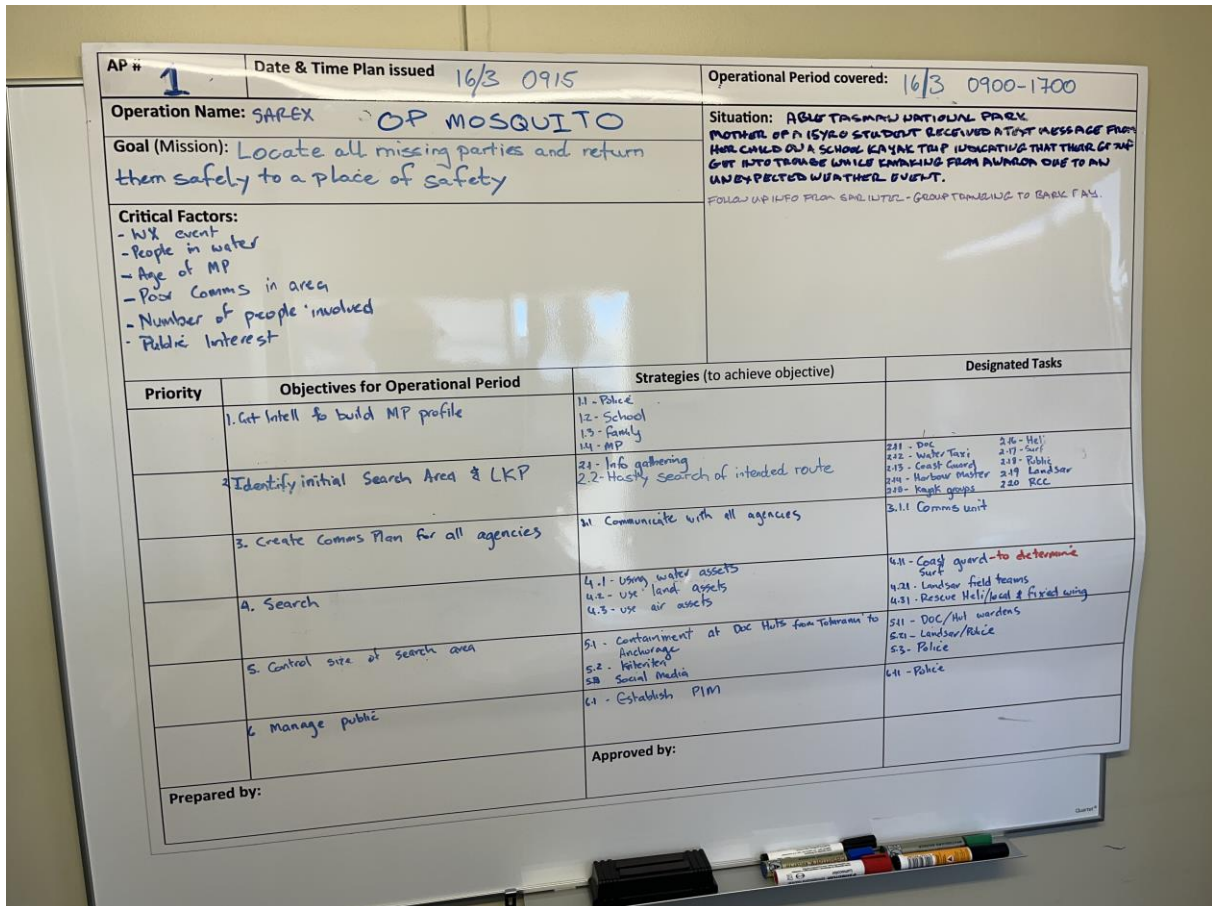 AP # 1
Date & Time Plan issued 16/3 0915
Operational Period covered: 16/3 0900-1700
Operation Name: SAREX OP MOSQUITO
Goal (Mission): Locate all missing parties and return
them safely to a place of safety
Situation: ABLE TASMAN NATIONAL PARK
MOTHER OF A 15YRO STUDENT RECEIVED A TEXT MESSAGE FROM
HER CHILD ON A SCHOOL KAYAK TRIP INDICATING THAT THEIR GROUP
GET INTO TROUBLE WHILE KAYAKING FROM AWAROA DUE TO AN
UNEXPECTED WEATHER EVENT.
FOLLOW UP INFO FROM SAR INTEL - GROUP TRAVELING TO BARK BAY.
Critical Factors:
- WX event
- People in water
- Age of MP
- Poor Comms in area
- Number of people involved
- Public Interest
Priority
Objectives for Operational Period
Strategies (to achieve objective)
Designated Tasks
1. Get Intell to build MP profile
1.1 - Police
1.2 - School
1.3 - Family
1.4 - MP
2 Identify initial Search Area & LKP
2.1 - Info gathering
2.2 - Hasty search of intended route
2.11 - DOC
2.12 - Water Taxi
2.13 - Coast Guard
2.14 - Harbour Master
2.15 - Kayak groups
2.16 - Heli
2.17 - Surf
2.18 - Public
2.19 Landsar
2.20 RCC
3. Create Comms Plan for all agencies
3.1 Communicate with all agencies
3.1.1 Comms unit
4. Search
4.1 - Using water assets
4.2 - use land assets
4.3 - use air assets
4.11 - Coast guard - to determine
Surf
4.21 - Landsar field teams
4.31 - Rescue Heli/local & fixed wing
5. Control size of search area
5.1 - Containment at Doc Huts from Totaranui to
Anchorage
5.2 - Kiteriteri
5.3 Social Media
5.11 - DOC/Hut wardens
5.21 - Landsar/Police
5.3 - Police
6 Manage public
6.1 - Establish PIM
6.11 - Police
Prepared by:
Approved by:
Quartet